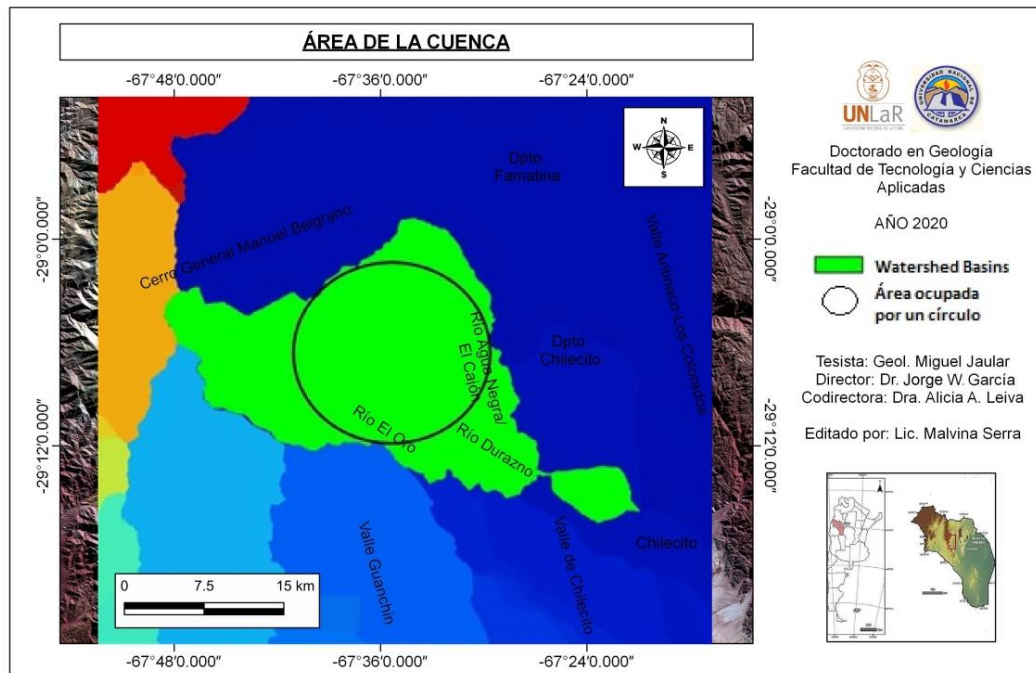 ÁREA DE LA CUENCA
-67°48'0.000" -67°36'0.000" -67°24'0.000"
-29°0'0.000"
-29°12'0.000"
N
W E
S
Dpto
Famatina
Cerro General Manuel Belgrano
Valle Antinaco-Los Colorados
Río Agua Negra/
El Cajón
Dpto.
Chilecito
Río El Oro
Río Durazno
Chilecito
Valle Guanchin
Valle de Chilecito
0 7.5 15 km
-29°0'0.000"
-29°12'0.000"
-67°48'0.000" -67°36'0.000" -67°24'0.000"
UNLaR
UNIVERSIDAD NACIONAL DE
CATAMARCA
Doctorado en Geología
Facultad de Tecnología y Ciencias
Aplicadas
AÑO 2020
Watershed Basins
Área ocupada
por un círculo
Tesista: Geol. Miguel Jaular
Director: Dr. Jorge W. García
Codirectora: Dra. Alicia A. Leiva
Editado por: Lic. Malvina Serra